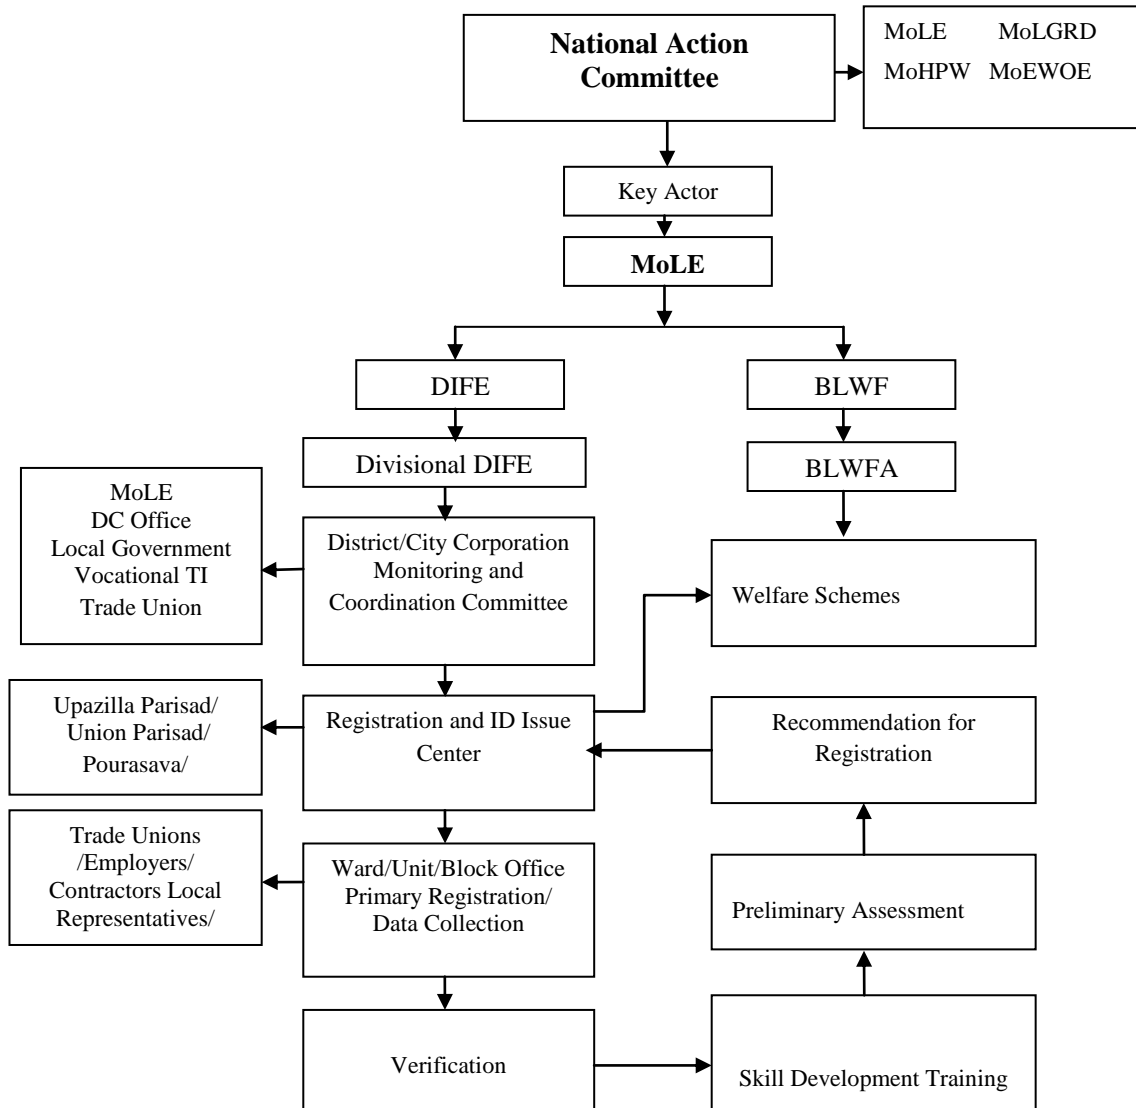 National Action
Committee
MoLE MoLGRD
MoHPW MoEWOE
Key Actor
MoLE
DIFE
BLWF
Divisional DIFE
BLWFA
MoLE
DC Office
Local Government
Vocational TI
Trade Union
District/City Corporation
Monitoring and
Coordination Committee
Welfare Schemes
Upazilla Parisad/
Union Parisad/
Pourasava/
Registration and ID Issue
Center
Recommendation for
Registration
Trade Unions
/Employers/
Contractors Local
Representatives/
Ward/Unit/Block Office
Primary Registration/
Data Collection
Preliminary Assessment
Verification
Skill Development Training